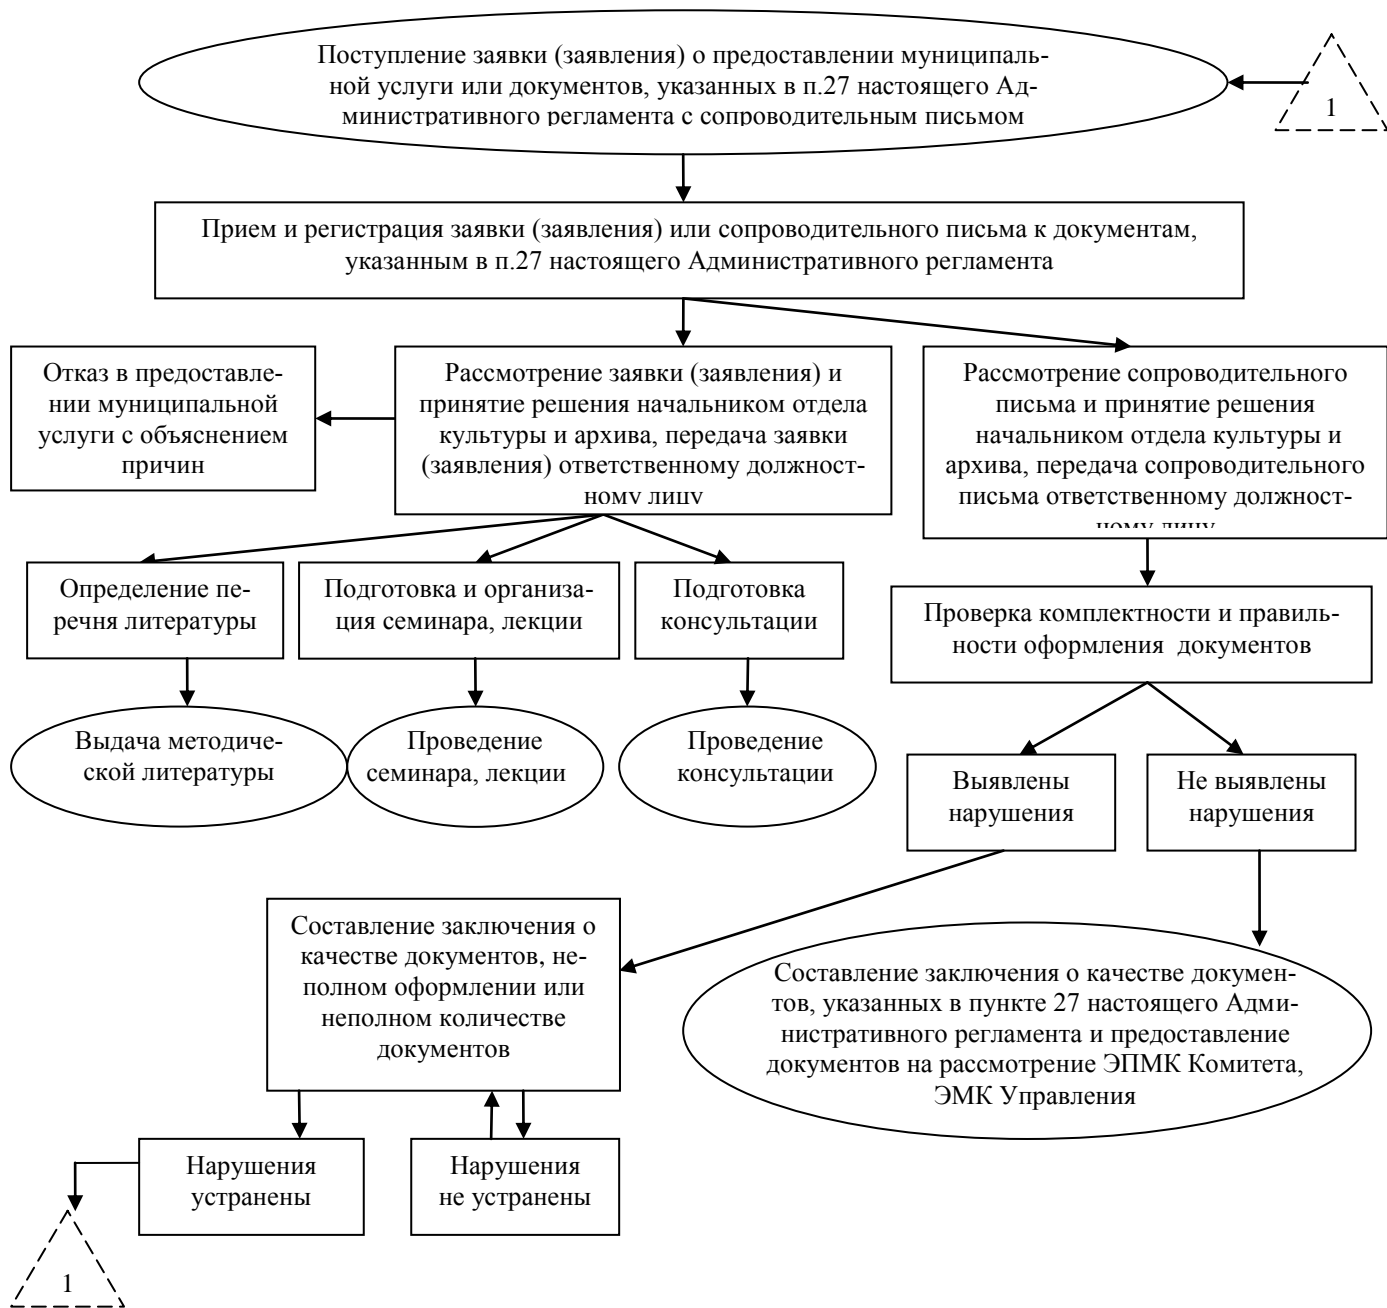 Поступление заявки (заявления) о предоставлении муниципаль-
ной услуги или документов, указанных в п.27 настоящего Ад-
министративного регламента с сопроводительным письмом
1
Прием и регистрация заявки (заявления) или сопроводительного письма к документам,
указанным в п.27 настоящего Административного регламента
Отказ в предоставле-
нии муниципальной
услуги с объяснением
причин
Рассмотрение заявки (заявления) и
принятие решения начальником отдела
культуры и архива, передача заявки
(заявления) ответственному должност-
ному лицу
Рассмотрение сопроводительного
письма и принятие решения
начальником отдела культуры и
архива, передача сопроводительного
письма ответственному должност-
ному лицу
Определение пе-
речня литературы
Подготовка и организа-
ция семинара, лекции
Подготовка
консультации
Проверка комплектности и правиль-
ности оформления документов
Выдача методиче-
ской литературы
Проведение
семинара, лекции
Проведение
консультации
Выявлены
нарушения
Не выявлены
нарушения
Составление заключения о
качестве документов, не-
полном оформлении или
неполном количестве
документов
Составление заключения о качестве докумен-
тов, указанных в пункте 27 настоящего Адми-
нистративного регламента и предоставление
документов на рассмотрение ЭПМК Комитета,
ЭМК Управления
Нарушения
устранены
Нарушения
не устранены
1